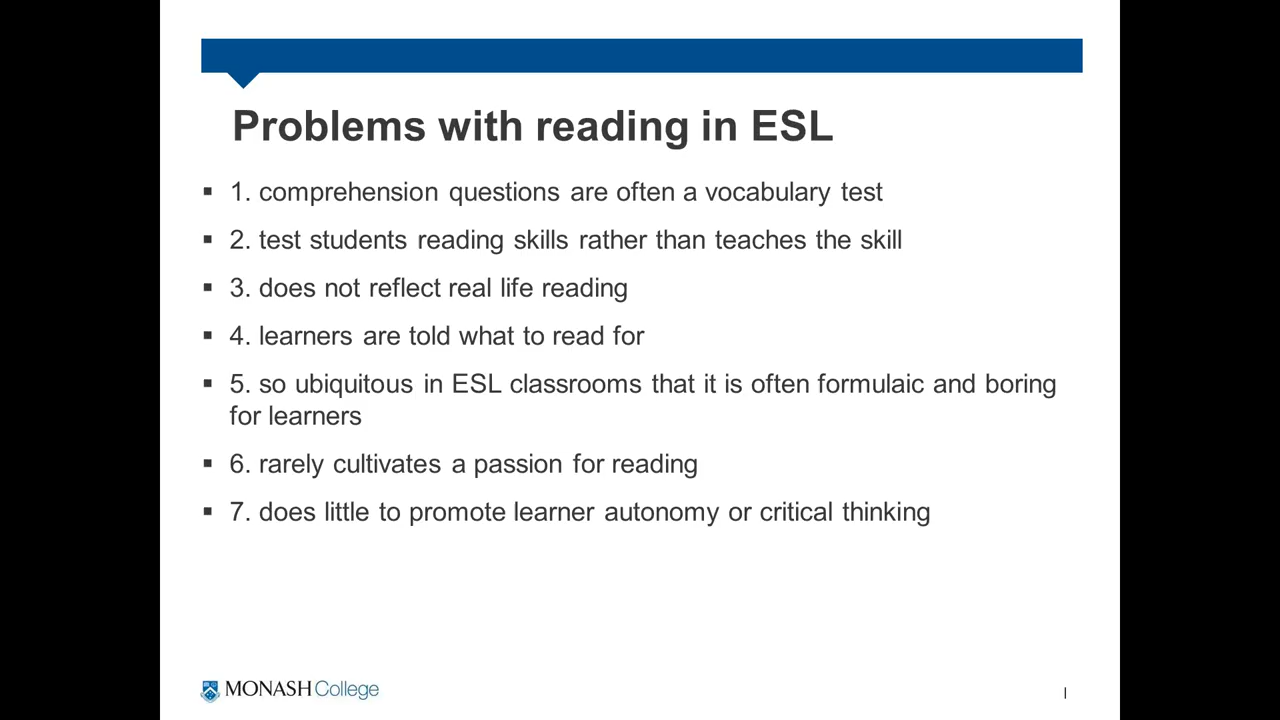 Problems with reading in ESL
▪ 1. comprehension questions are often a vocabulary test
▪ 2. test students reading skills rather than teaches the skill
▪ 3. does not reflect real life reading
▪ 4. learners are told what to read for
▪ 5. so ubiquitous in ESL classrooms that it is often formulaic and boring
for learners
▪ 6. rarely cultivates a passion for reading
▪ 7. does little to promote learner autonomy or critical thinking
MONASH College
|